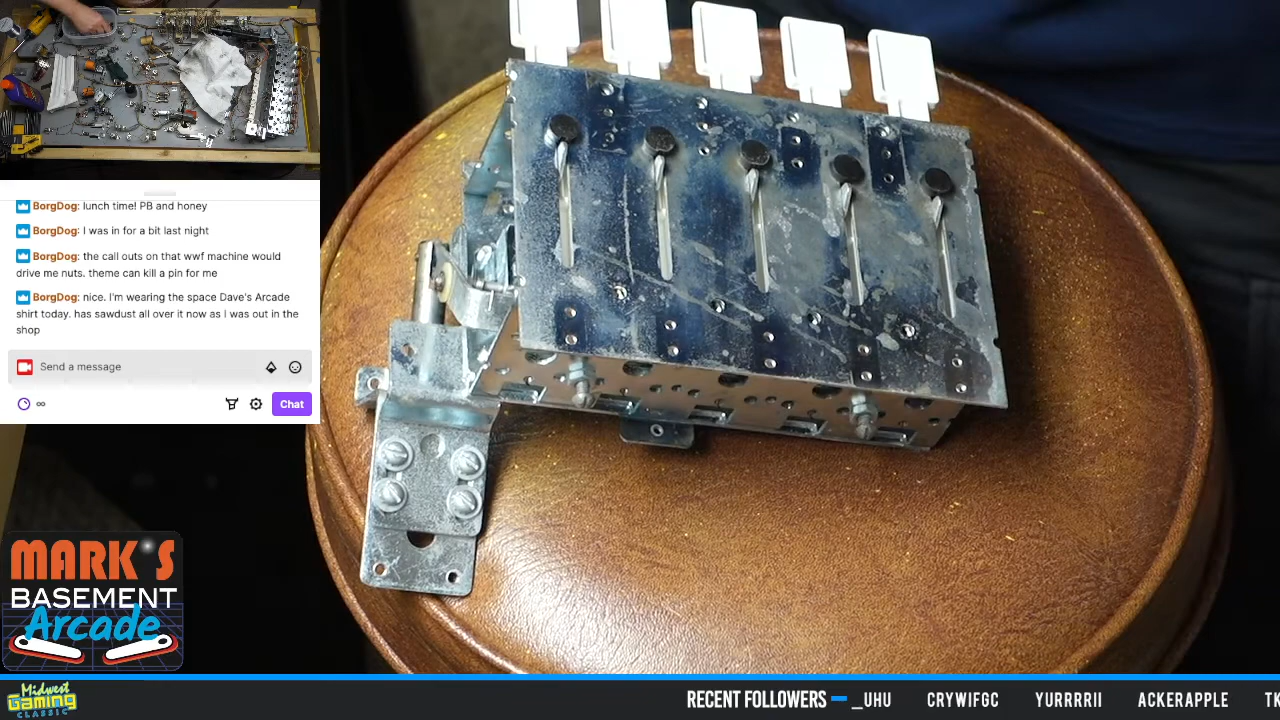 BorgDog: lunch time! PB and honey
BorgDog: I was in for a bit last night
BorgDog: the call outs on that wwf machine would
drive me nuts. theme can kill a pin for me
BorgDog: nice. I'm wearing the space Dave's Arcade
shirt today. has sawdust all over it now as I was out in the
shop
Send a message
∞
Chat
MARK'S
BASEMENT
Arcade
Midwest
Gaming
CLASSIC
RECENT FOLLOWERS _UHU CRYWIFGC YURRRRII ACKERAPPLE TK